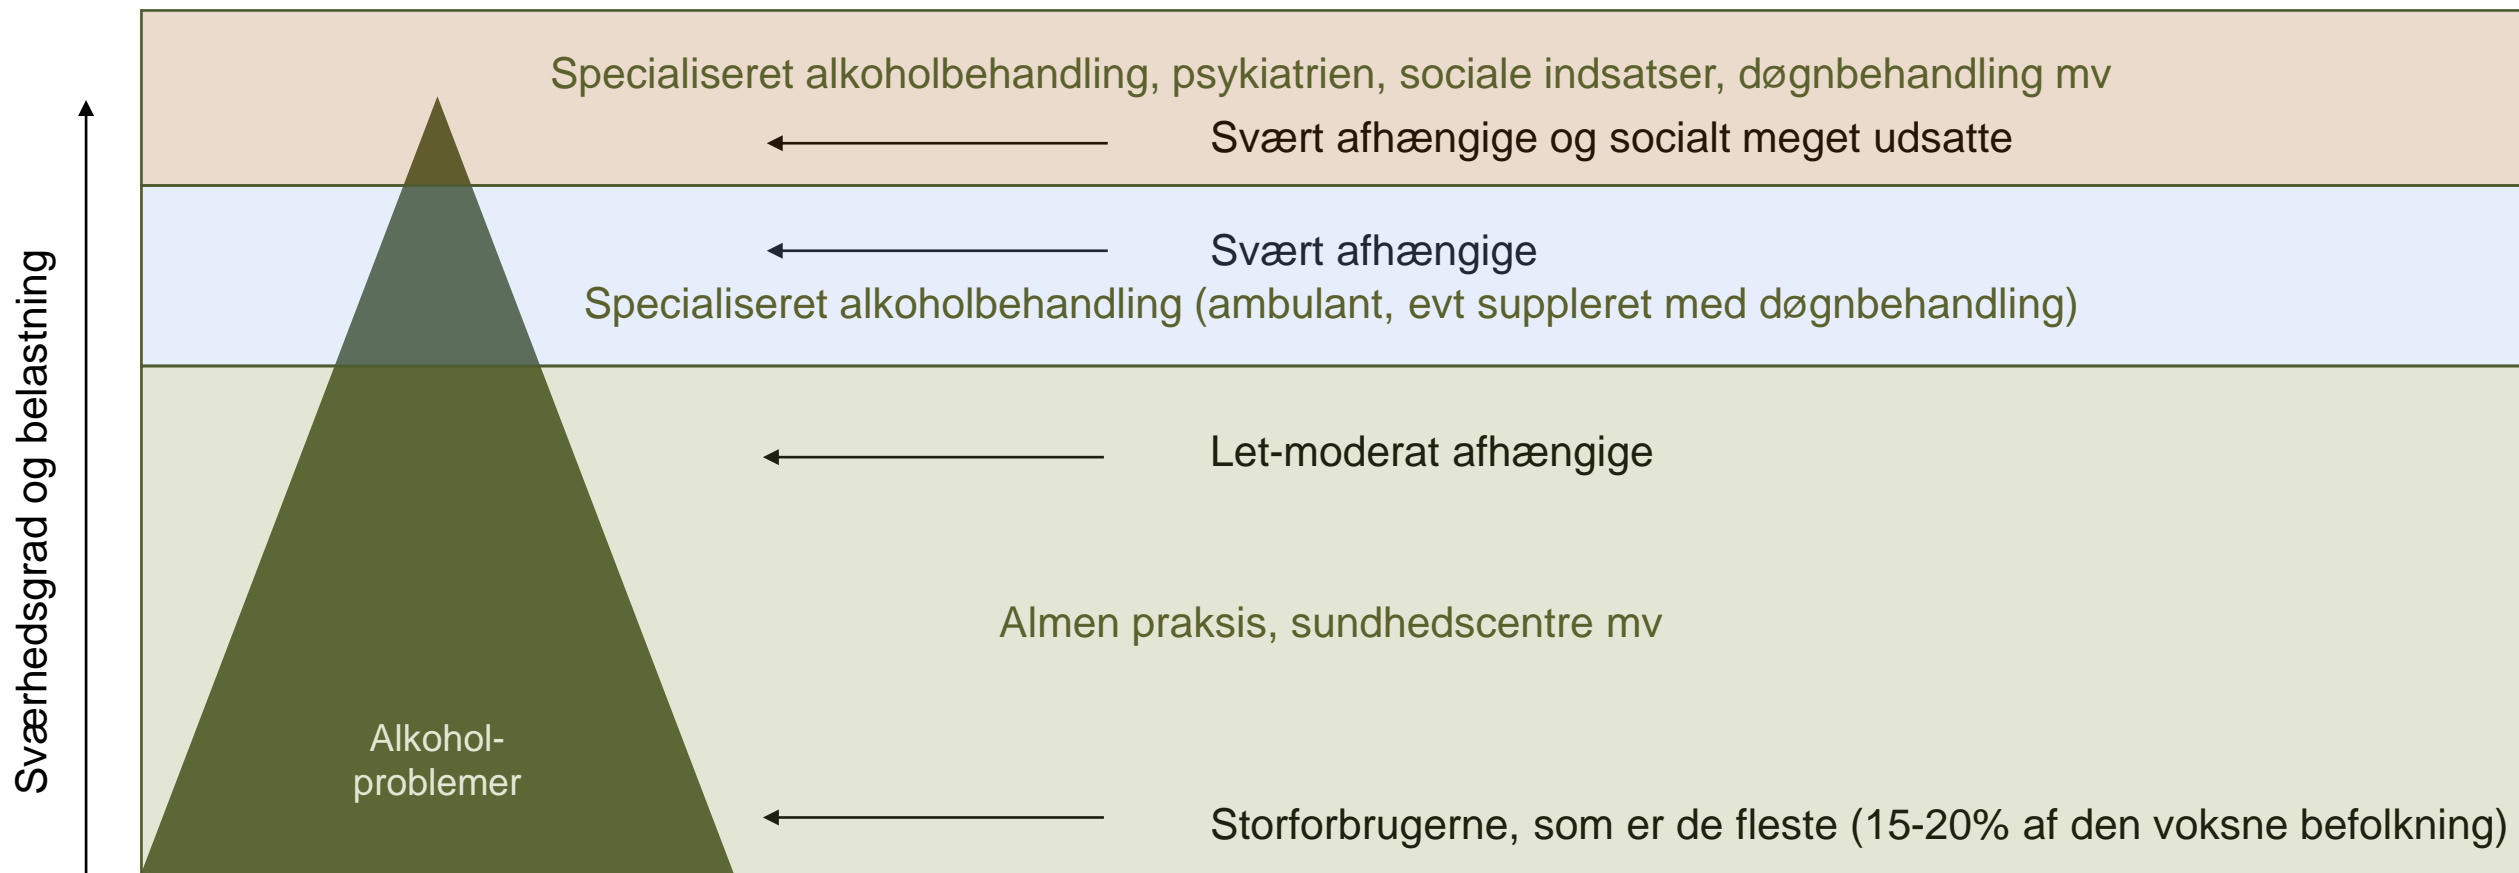 Specialiseret alkoholbehandling, psykiatrien, sociale indsatser, døgnbehandling mv
Svært afhængige og socialt meget udsatte
Svært afhængige
Specialiseret alkoholbehandling (ambulant, evt suppleret med døgnbehandling)
Sværhedsgrad og belastning
Let-moderat afhængige
Almen praksis, sundhedscentre mv
Alkohol-
problemer
Storforbrugerne, som er de fleste (15-20% af den voksne befolkning)